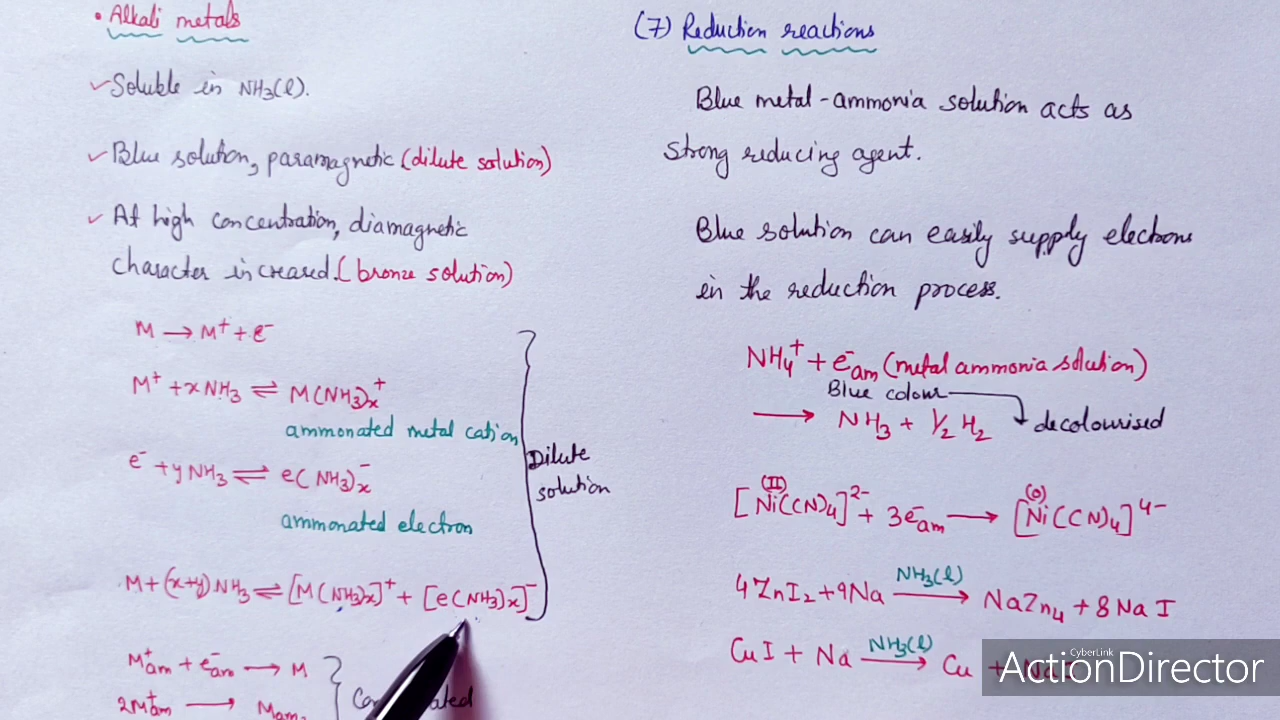 • Alkali metals
✓ Soluble in NH₃(l).
✓ Blue solution, paramagnetic (dilute solution)
✓ At high concentration, diamagnetic
character increased. (bronze solution)
M → M⁺ + e⁻
M⁺ + xNH₃ ⇌ M(NH₃)ₓ⁺
ammonated metal cation
e⁻ + yNH₃ ⇌ e(NH₃)ₓ⁻
ammonated electron
Dilute
solution
M + (x+y)NH₃ ⇌ [M(NH₃)ₓ]⁺ + [e(NH₃)ₓ]⁻
M⁺am + e⁻am → M
2M⁺am →
(7) Reduction reactions
Blue metal-ammonia solution acts as
strong reducing agent.
Blue solution can easily supply electrons
in the reduction process.
NH₄⁺ + e⁻am (metal ammonia solution)
Blue colour → decolourised
→ NH₃ + ½ H₂
[Ni(CN)₄]²⁻ + 3e⁻am → [Ni(CN)₄]⁴⁻
(II) (0)
4ZnI₂ + 9Na NH₃(l) → NaZn₄ + 8NaI
CuI + Na NH₃(l) → Cu +
CyberLink
ActionDirector